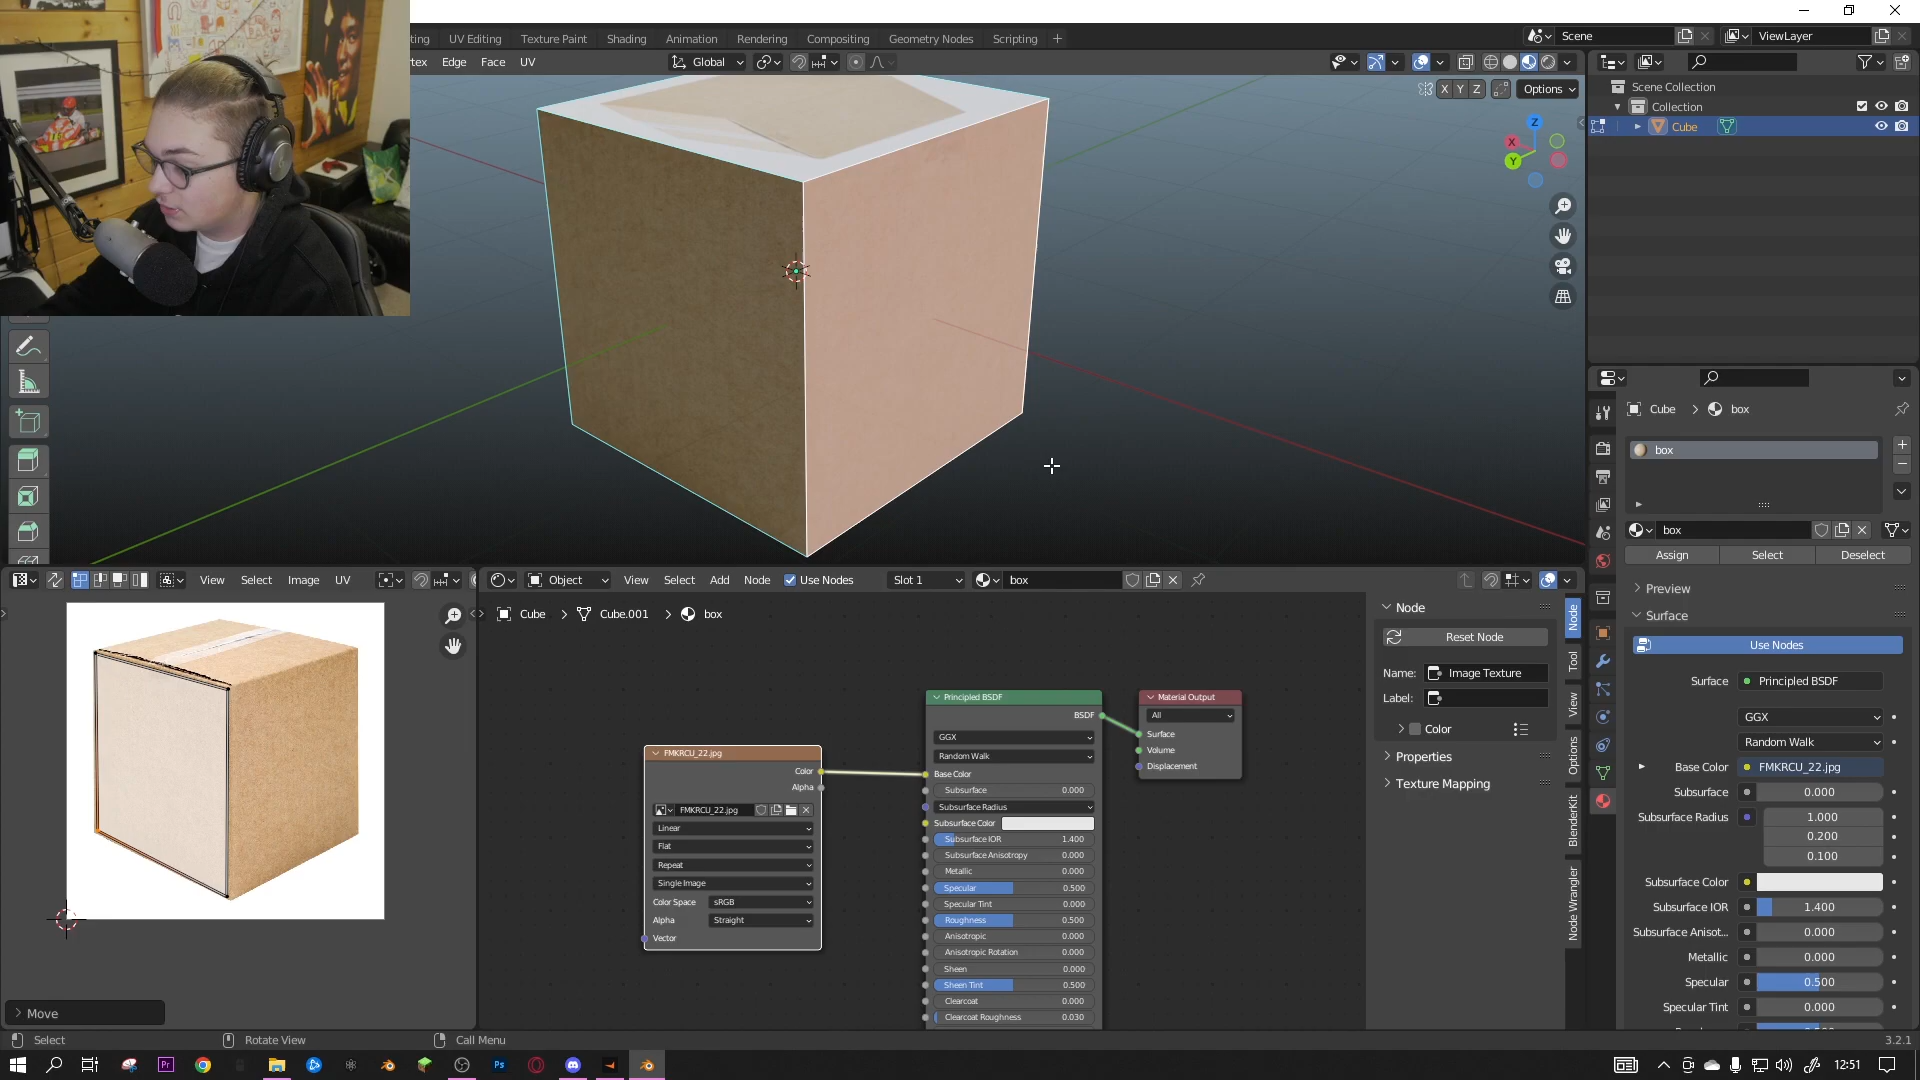 ting UV Editing Texture Paint Shading Animation Rendering Compositing Geometry Nodes Scripting
Scene ViewLayer
rtex Edge Face UV Global
X Y Z Options
Scene Collection
Collection
Cube
Z
X
Y
Cube box
box
box
Assign Select Deselect
Preview
Surface
Use Nodes
Surface Principled BSDF
GGX
Random Walk
Base Color FMKRCU_22.jpg
Subsurface 0.000
Subsurface Radius 1.000
0.200
0.100
Subsurface Color
Subsurface IOR 1.400
Subsurface Anisot... 0.000
Metallic 0.000
Specular 0.500
Specular Tint 0.000
View Select Image UV
Object View Select Add Node Use Nodes Slot 1 box
Cube Cube.001 box
Node
Reset Node
Name: Image Texture
Label:
Color
Properties
Texture Mapping
Node
Tool
View
Options
BlenderKit
Node Wrangler
FMKRCU_22.jpg
Color
Alpha
FMKRCU_22.jpg
Linear
Flat
Repeat
Single Image
Color Space sRGB
Alpha Straight
Vector
Principled BSDF
BSDF
GGX
Random Walk
Base Color
Subsurface 0.000
Subsurface Radius
Subsurface Color
Subsurface IOR 1.400
Subsurface Anisotropy 0.000
Metallic 0.000
Specular 0.500
Specular Tint 0.000
Roughness 0.500
Anisotropic 0.000
Anisotropic Rotation 0.000
Sheen 0.000
Sheen Tint 0.500
Clearcoat 0.000
Clearcoat Roughness 0.030
Material Output
All
Surface
Volume
Displacement
Move
Select Rotate View Call Menu 3.2.1
Pr Ps 12:51